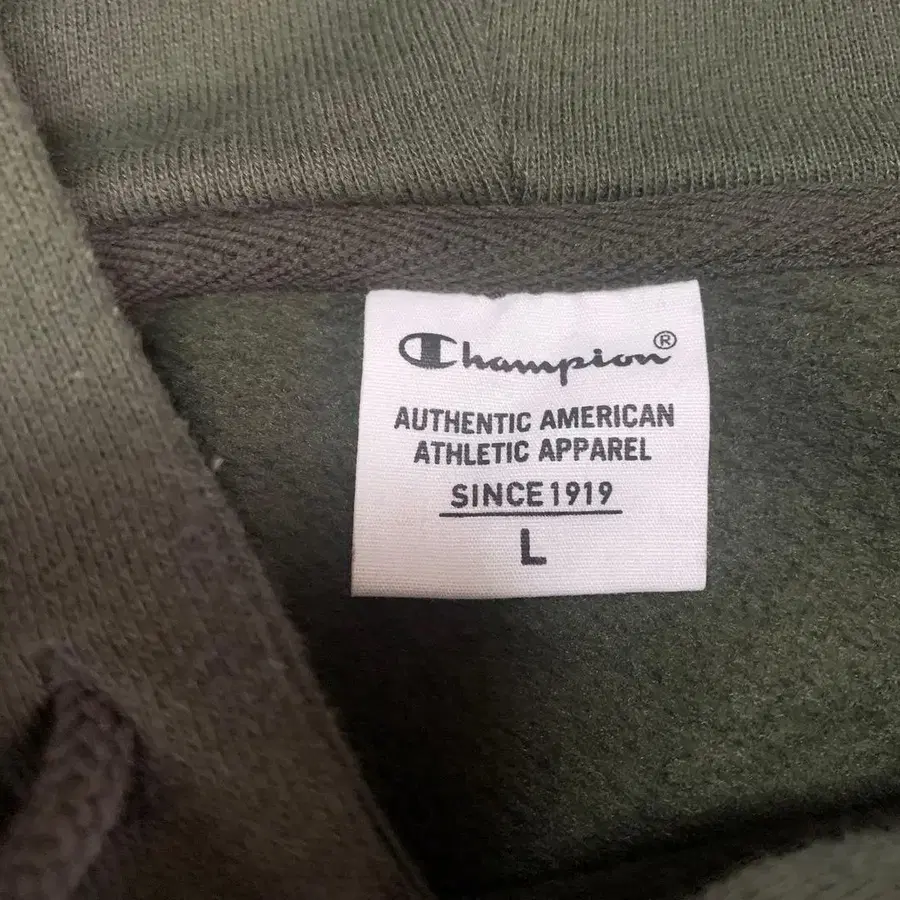 Champion®
AUTHENTIC AMERICAN
ATHLETIC APPAREL
SINCE 1919
L